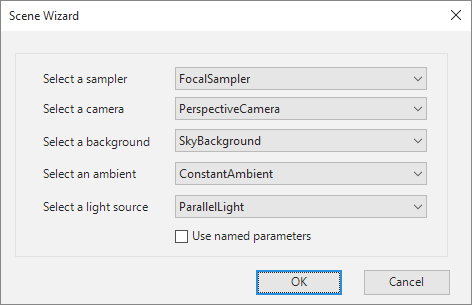 Scene Wizard
Select a sampler FocalSampler
Select a camera PerspectiveCamera
Select a background SkyBackground
Select an ambient ConstantAmbient
Select a light source ParallelLight
Use named parameters
OK Cancel